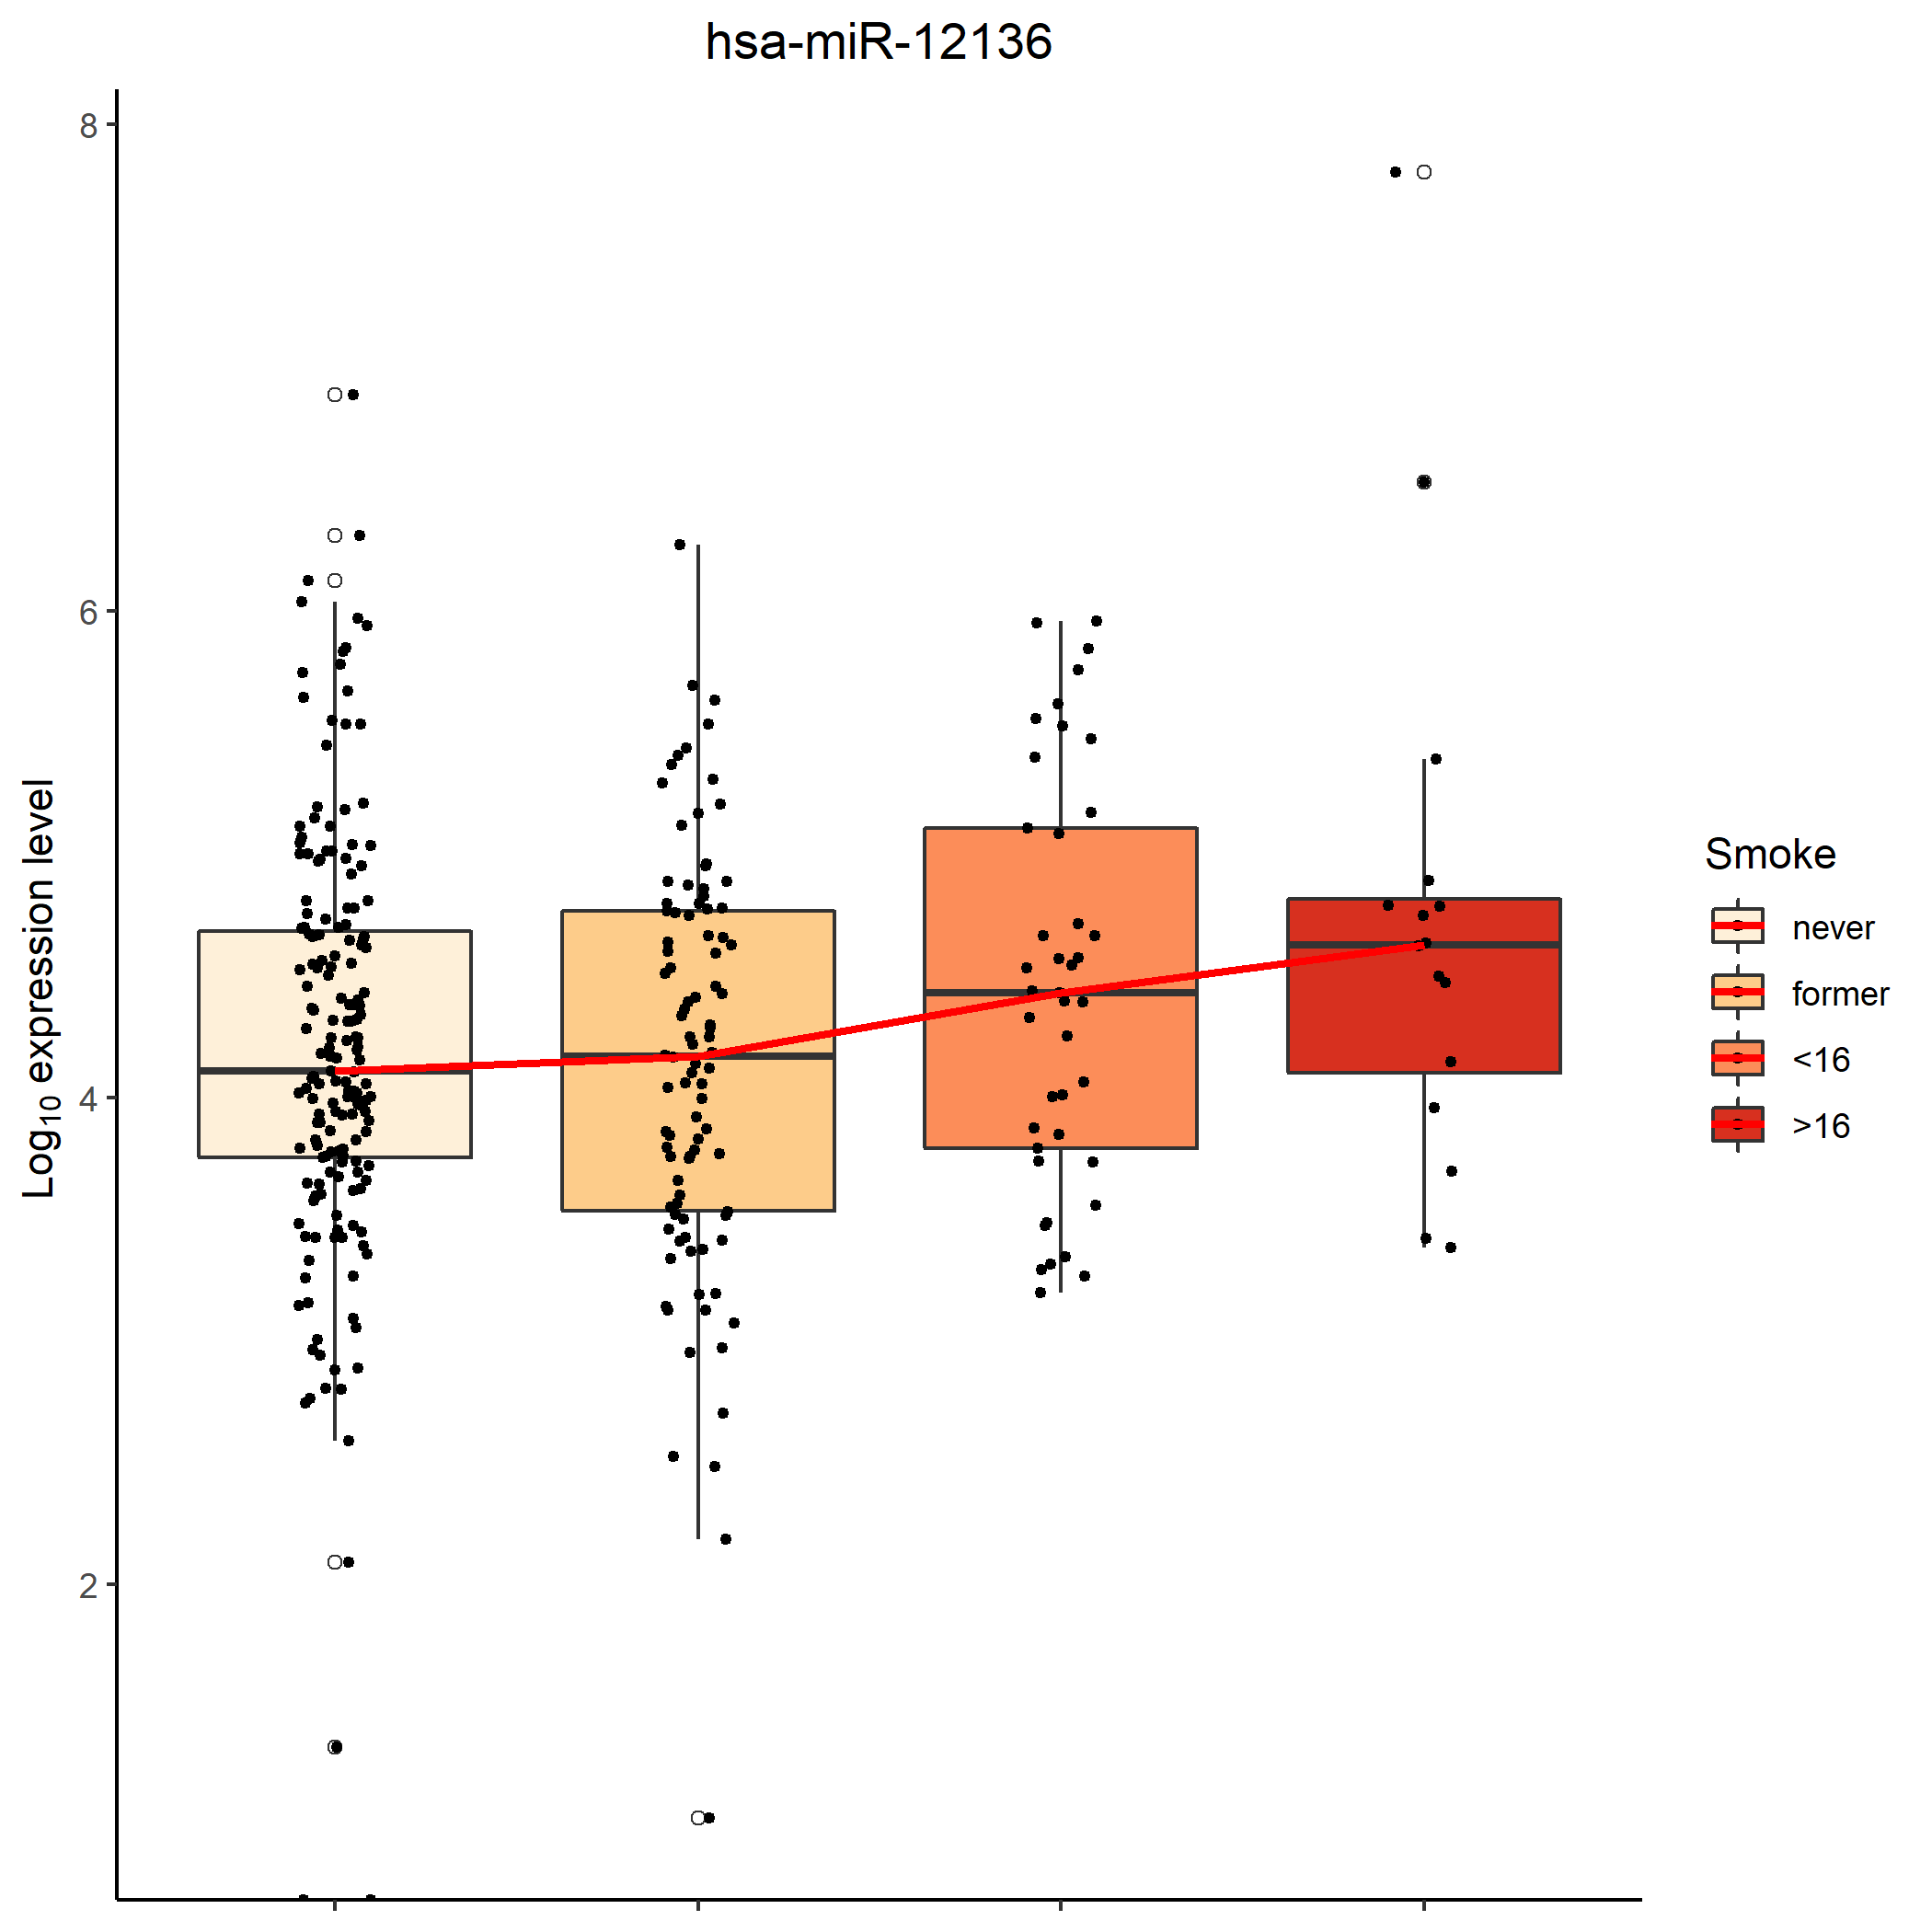 hsa-miR-12136
8
6
4
2
Log₁₀ expression level
Smoke
never
former
<16
>16